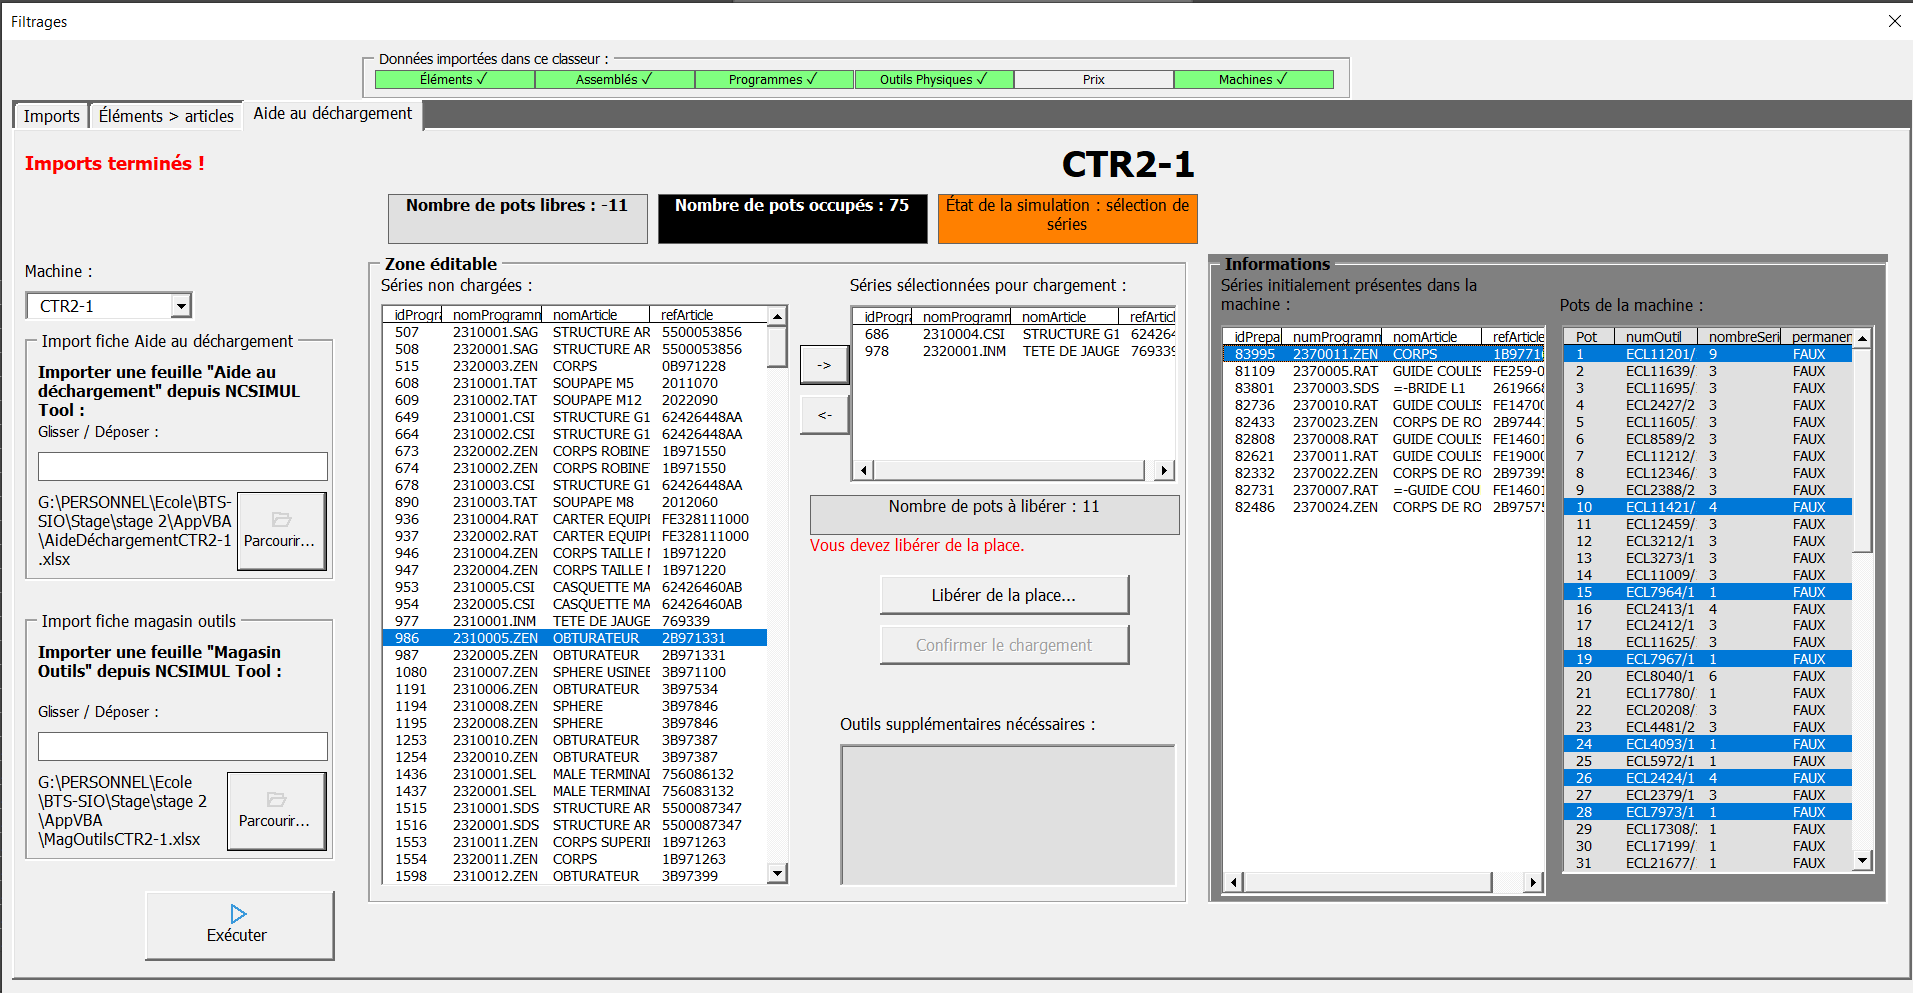 Filtrages
Données importées dans ce classeur :
Éléments ✓ Assemblés ✓ Programmes ✓ Outils Physiques ✓ Prix Machines ✓
Imports Éléments > articles Aide au déchargement
Imports terminés !
CTR2-1
Nombre de pots libres : -11
Nombre de pots occupés : 75
État de la simulation : sélection de
séries
Machine :
CTR2-1
Import fiche Aide au déchargement
Importer une feuille "Aide au
déchargement" depuis NCSIMUL
Tool :
Glisser / Déposer :
G:\PERSONNEL\Ecole\BTS-
SIO\Stage\stage 2\AppVBA
\AideDéchargementCTR2-1
.xlsx
Parcourir...
Import fiche magasin outils
Importer une feuille "Magasin
Outils" depuis NCSIMUL Tool :
Glisser / Déposer :
G:\PERSONNEL\Ecole
\BTS-SIO\Stage\stage 2
\AppVBA
\MagOutilsCTR2-1.xlsx
Parcourir...
Exécuter
Zone éditable
Séries non chargées :
idProgra nomProgramm nomArticle refArticle
507 2310001.SAG STRUCTURE AR 5500053856
508 2320001.SAG STRUCTURE AR 5500053856
515 2320003.ZEN CORPS 0B971228
608 2310001.TAT SOUPAPE M5 2011070
609 2310002.TAT SOUPAPE M12 2022090
649 2310001.CSI STRUCTURE G1 62426448AA
664 2310002.CSI STRUCTURE G1 62426448AA
673 2320002.ZEN CORPS ROBINE 1B971550
674 2310002.ZEN CORPS ROBINE 1B971550
678 2310003.CSI STRUCTURE G1 62426448AA
890 2310003.TAT SOUPAPE M8 2012060
936 2310004.RAT CARTER EQUIPE FE328111000
937 2320002.RAT CARTER EQUIPE FE328111000
946 2310004.ZEN CORPS TAILLE 1B971220
947 2320004.ZEN CORPS TAILLE 1B971220
953 2310005.CSI CASQUETTE MA 62426460AB
954 2320005.CSI CASQUETTE MA 62426460AB
977 2310001.INM TETE DE JAUGE 769339
986 2310005.ZEN OBTURATEUR 2B971331
987 2320005.ZEN OBTURATEUR 2B971331
1080 2310007.ZEN SPHERE USINEE 3B971100
1191 2310006.ZEN OBTURATEUR 3B97534
1194 2310008.ZEN SPHERE 3B97846
1195 2320008.ZEN SPHERE 3B97846
1253 2310010.ZEN OBTURATEUR 3B97387
1254 2320010.ZEN OBTURATEUR 3B97387
1436 2310001.SEL MALE TERMINAI 756086132
1437 2320001.SEL MALE TERMINAI 756083132
1515 2310001.SDS STRUCTURE AR 5500087347
1516 2320001.SDS STRUCTURE AR 5500087347
1553 2310011.ZEN CORPS SUPERIE 1B971263
1554 2320011.ZEN CORPS 1B971263
1598 2310012.ZEN OBTURATEUR 3B97399
->
<-
Séries sélectionnées pour chargement :
idProgra nomProgramm nomArticle refArticl
686 2310004.CSI STRUCTURE G1 624264
978 2320001.INM TETE DE JAUGE 769339
Nombre de pots à libérer : 11
Vous devez libérer de la place.
Libérer de la place...
Confirmer le chargement
Outils supplémentaires nécéssaires :
Informations
Séries initialement présentes dans la
machine :
idPrepa numProgramm nomArticle refArticle
83995 2370011.ZEN CORPS 1B9771
81109 2370005.RAT GUIDE COULIS FE259-0
83801 2370003.SDS =-BRIDE L1 2619668
82736 2370010.RAT GUIDE COULIS FE14700
82433 2370023.ZEN CORPS DE RO 2B9744
82808 2370008.RAT GUIDE COULIS FE14601
82621 2370011.RAT GUIDE COULIS FE19000
82332 2370022.ZEN CORPS DE RO 2B97395
82731 2370007.RAT =-GUIDE COU FE14601
82486 2370024.ZEN CORPS DE RO 2B97575
Pots de la machine :
Pot numOutil nombreSeri permanen
1 ECL11201/ 9 FAUX
2 ECL11639/ 3 FAUX
3 ECL11695/ 3 FAUX
4 ECL2427/2 3 FAUX
5 ECL11605/ 3 FAUX
6 ECL8589/2 3 FAUX
7 ECL11212/ 3 FAUX
8 ECL12346/ 3 FAUX
9 ECL2388/2 3 FAUX
10 ECL11421/ 4 FAUX
11 ECL12459/ 3 FAUX
12 ECL3212/1 3 FAUX
13 ECL3273/1 3 FAUX
14 ECL11009/ 3 FAUX
15 ECL7964/1 1 FAUX
16 ECL2413/1 4 FAUX
17 ECL2412/1 3 FAUX
18 ECL11625/ 3 FAUX
19 ECL7967/1 1 FAUX
20 ECL8040/1 6 FAUX
21 ECL17780/ 1 FAUX
22 ECL20208/ 3 FAUX
23 ECL4481/2 3 FAUX
24 ECL4093/1 1 FAUX
25 ECL5972/1 1 FAUX
26 ECL2424/1 4 FAUX
27 ECL2379/1 3 FAUX
28 ECL7973/1 1 FAUX
29 ECL17308/ 1 FAUX
30 ECL17199/ 1 FAUX
31 ECL21677/ 1 FAUX